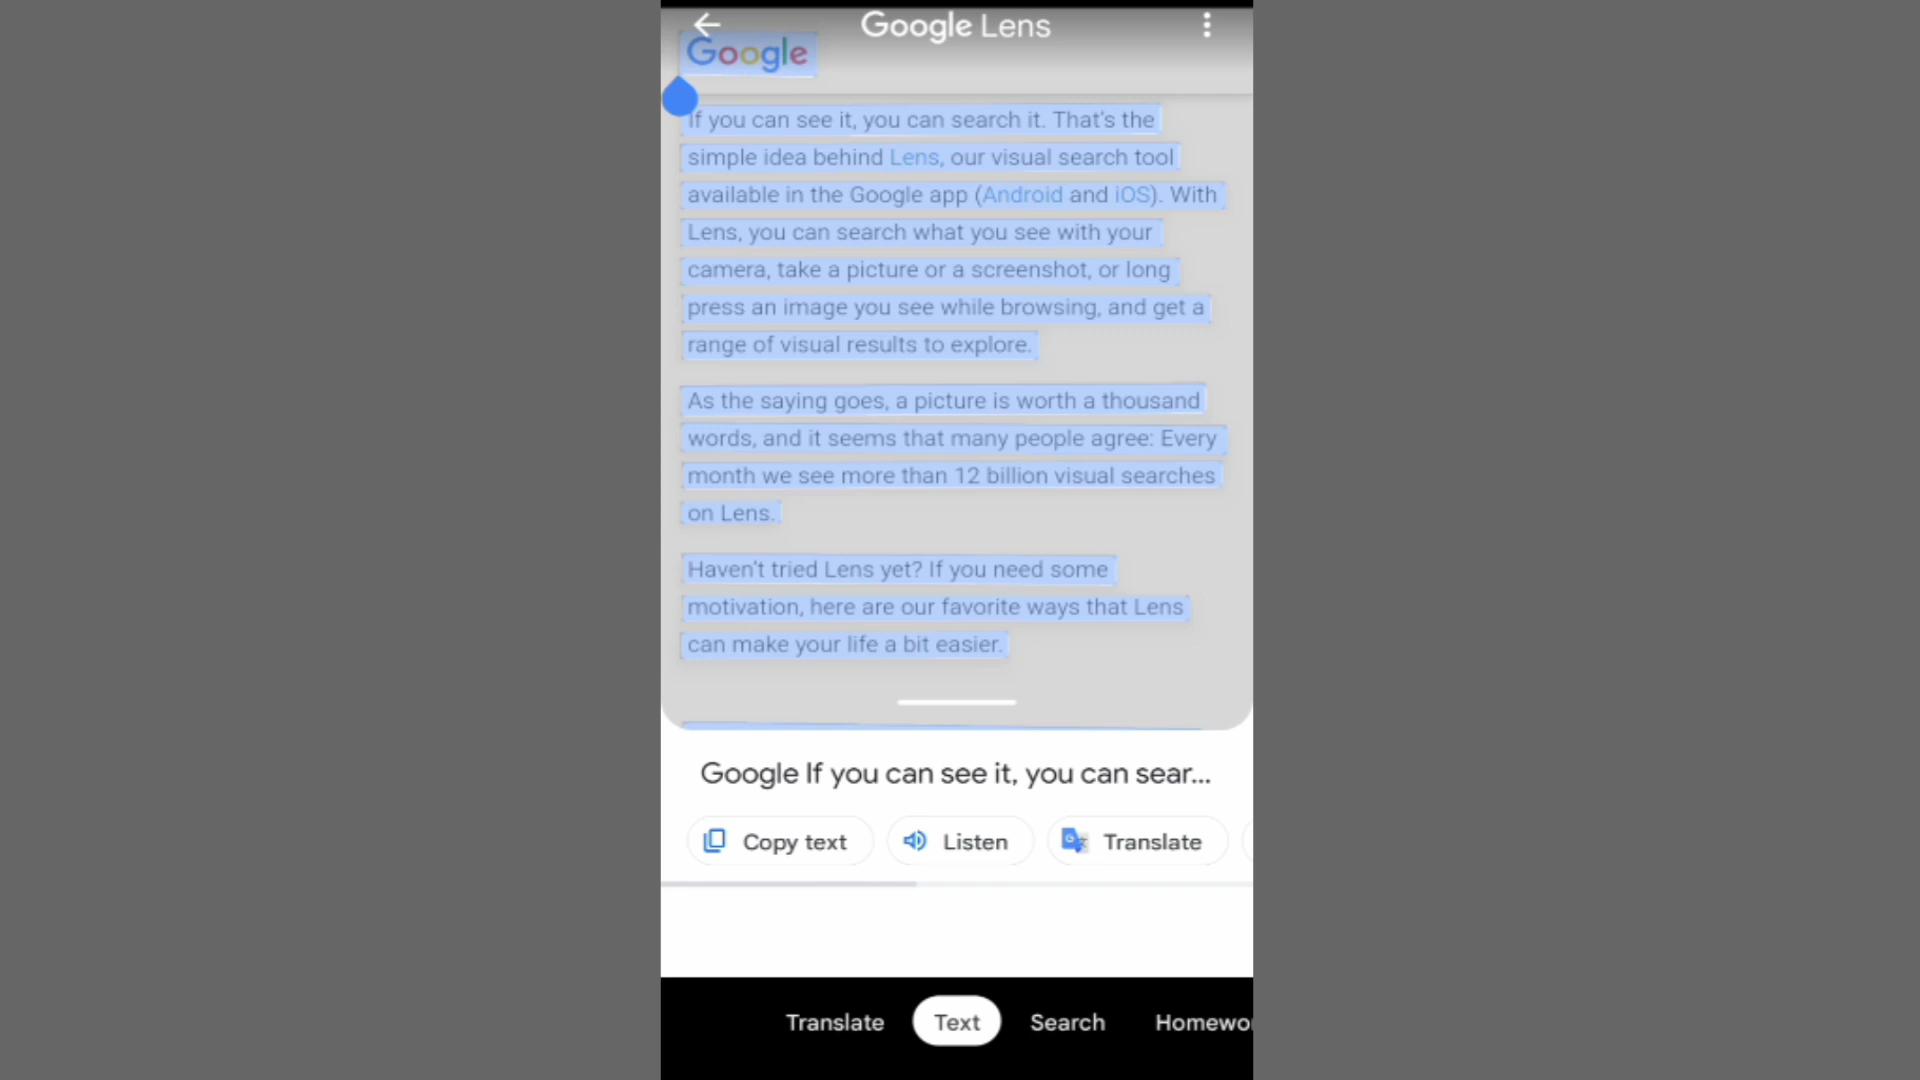 Google Lens
Google
If you can see it, you can search it. That's the
simple idea behind Lens, our visual search tool
available in the Google app (Android and iOS). With
Lens, you can search what you see with your
camera, take a picture or a screenshot, or long
press an image you see while browsing, and get a
range of visual results to explore.
As the saying goes, a picture is worth a thousand
words, and it seems that many people agree: Every
month we see more than 12 billion visual searches
on Lens.
Haven't tried Lens yet? If you need some
motivation, here are our favorite ways that Lens
can make your life a bit easier.
Google If you can see it, you can sear...
Copy text Listen Translate
Translate Text Search Homewo